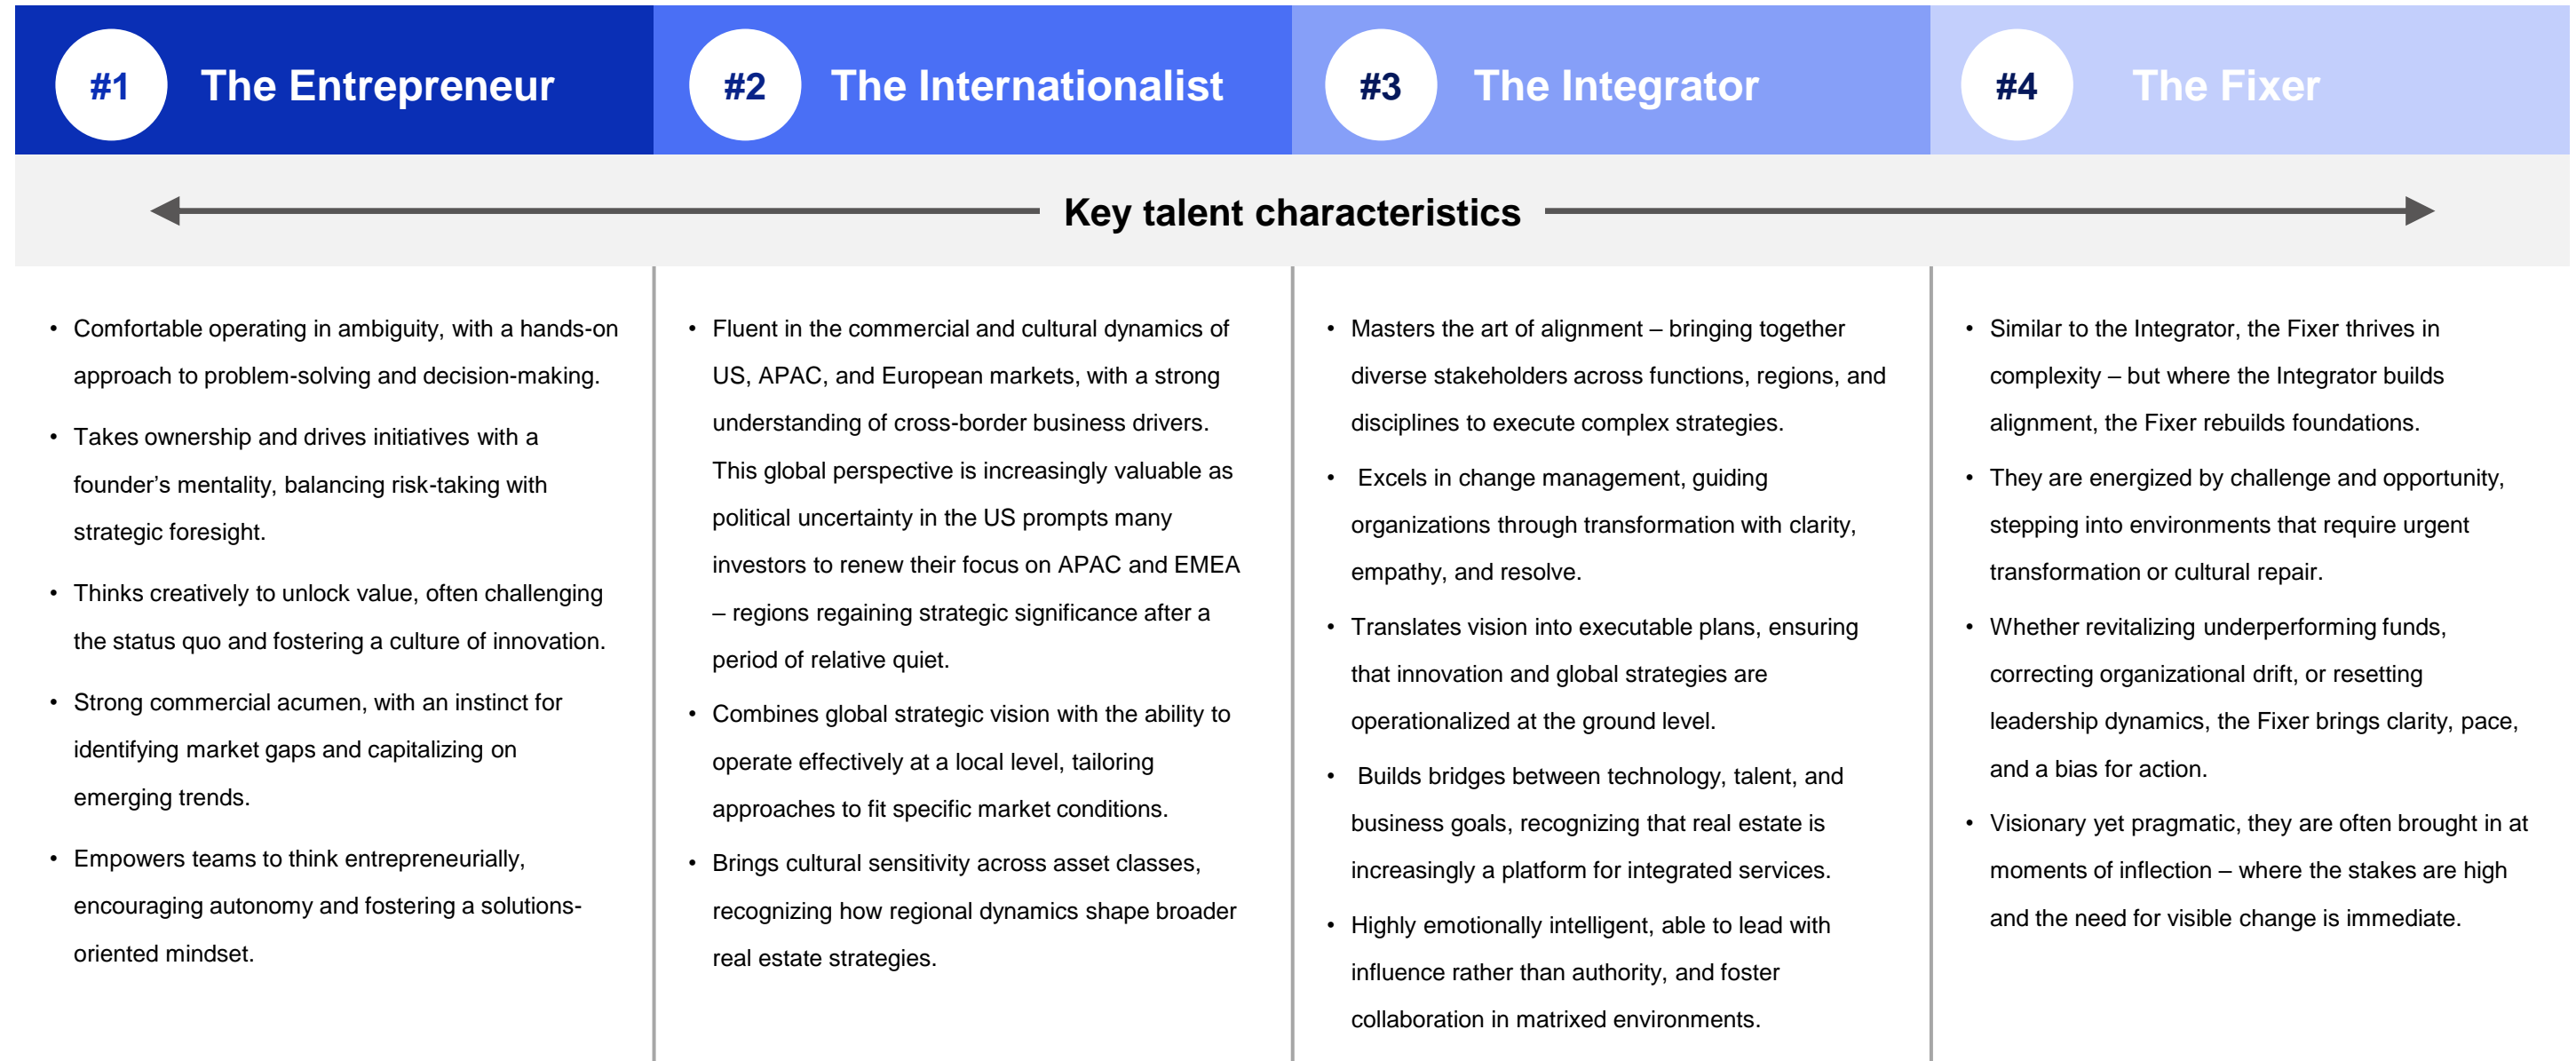 #1 The Entrepreneur
#2 The Internationalist
#3 The Integrator
#4 The Fixer
Key talent characteristics
• Comfortable operating in ambiguity, with a hands-on
approach to problem-solving and decision-making.
• Takes ownership and drives initiatives with a
founder’s mentality, balancing risk-taking with
strategic foresight.
• Thinks creatively to unlock value, often challenging
the status quo and fostering a culture of innovation.
• Strong commercial acumen, with an instinct for
identifying market gaps and capitalizing on
emerging trends.
• Empowers teams to think entrepreneurially,
encouraging autonomy and fostering a solutions-
oriented mindset.
• Fluent in the commercial and cultural dynamics of
US, APAC, and European markets, with a strong
understanding of cross-border business drivers.
This global perspective is increasingly valuable as
political uncertainty in the US prompts many
investors to renew their focus on APAC and EMEA
– regions regaining strategic significance after a
period of relative quiet.
• Combines global strategic vision with the ability to
operate effectively at a local level, tailoring
approaches to fit specific market conditions.
• Brings cultural sensitivity across asset classes,
recognizing how regional dynamics shape broader
real estate strategies.
• Masters the art of alignment – bringing together
diverse stakeholders across functions, regions, and
disciplines to execute complex strategies.
• Excels in change management, guiding
organizations through transformation with clarity,
empathy, and resolve.
• Translates vision into executable plans, ensuring
that innovation and global strategies are
operationalized at the ground level.
• Builds bridges between technology, talent, and
business goals, recognizing that real estate is
increasingly a platform for integrated services.
• Highly emotionally intelligent, able to lead with
influence rather than authority, and foster
collaboration in matrixed environments.
• Similar to the Integrator, the Fixer thrives in
complexity – but where the Integrator builds
alignment, the Fixer rebuilds foundations.
• They are energized by challenge and opportunity,
stepping into environments that require urgent
transformation or cultural repair.
• Whether revitalizing underperforming funds,
correcting organizational drift, or resetting
leadership dynamics, the Fixer brings clarity, pace,
and a bias for action.
• Visionary yet pragmatic, they are often brought in at
moments of inflection – where the stakes are high
and the need for visible change is immediate.